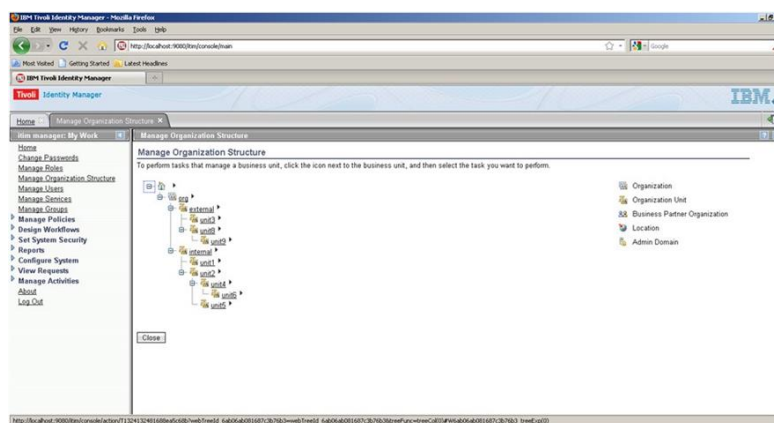 IBM Tivoli Identity Manager - Mozilla Firefox
File Edit View History Bookmarks Tools Help
http://localhost:9080/itim/console/main
Google
Most Visited Getting Started Latest Headlines
IBM Tivoli Identity Manager
Tivoli Identity Manager
IBM
Home Manage Organization Structure
itim manager: My Work
Manage Organization Structure
Home
Change Passwords
Manage Roles
Manage Organization Structure
Manage Users
Manage Services
Manage Groups
Manage Policies
Design Workflows
Set System Security
Reports
Configure System
View Requests
Manage Activities
About
Log Out
Manage Organization Structure
To perform tasks that manage a business unit, click the icon next to the business unit, and then select the task you want to perform.
org
external
unit3
unit8
unit9
internal
unit1
unit2
unit4
unit6
unit5
Close
Organization
Organization Unit
Business Partner Organization
Location
Admin Domain